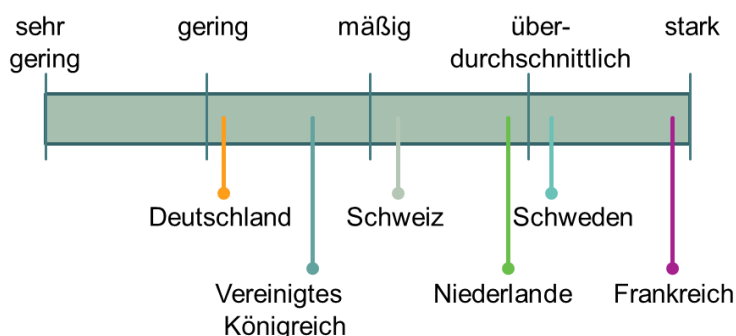 sehr
gering
gering
mäßig
über-
durchschnittlich
stark
Deutschland
Schweiz
Schweden
Vereinigtes
Königreich
Niederlande
Frankreich